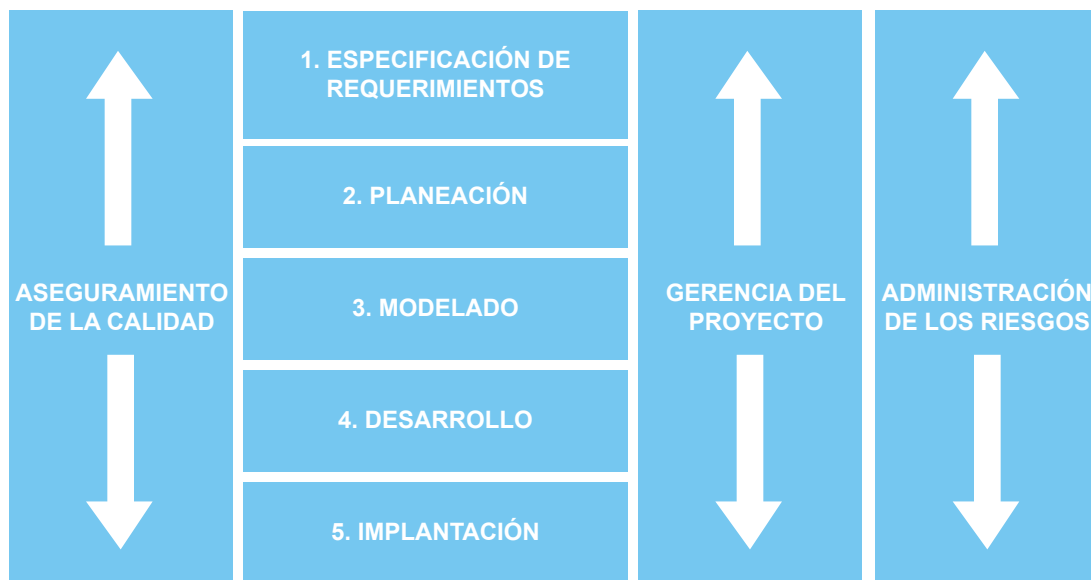 ASEGURAMIENTO
DE LA CALIDAD
1. ESPECIFICACIÓN DE
REQUERIMIENTOS
2. PLANEACIÓN
3. MODELADO
4. DESARROLLO
5. IMPLANTACIÓN
GERENCIA DEL
PROYECTO
ADMINISTRACIÓN
DE LOS RIESGOS